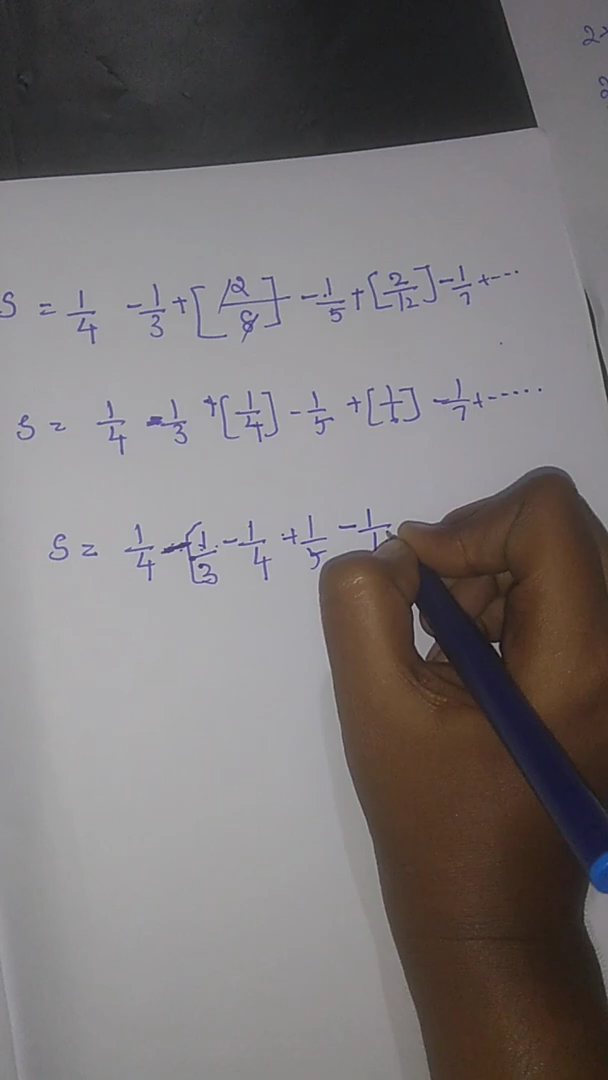 S = 1/4 - 1/3 + [2/8] - 1/5 + [2/12] - 1/7 + ...
S = 1/4 - 1/3 + [1/4] - 1/5 + [1/6] - 1/7 + .....
S = 1/4 - [1/3 - 1/4 + 1/5 - 1/